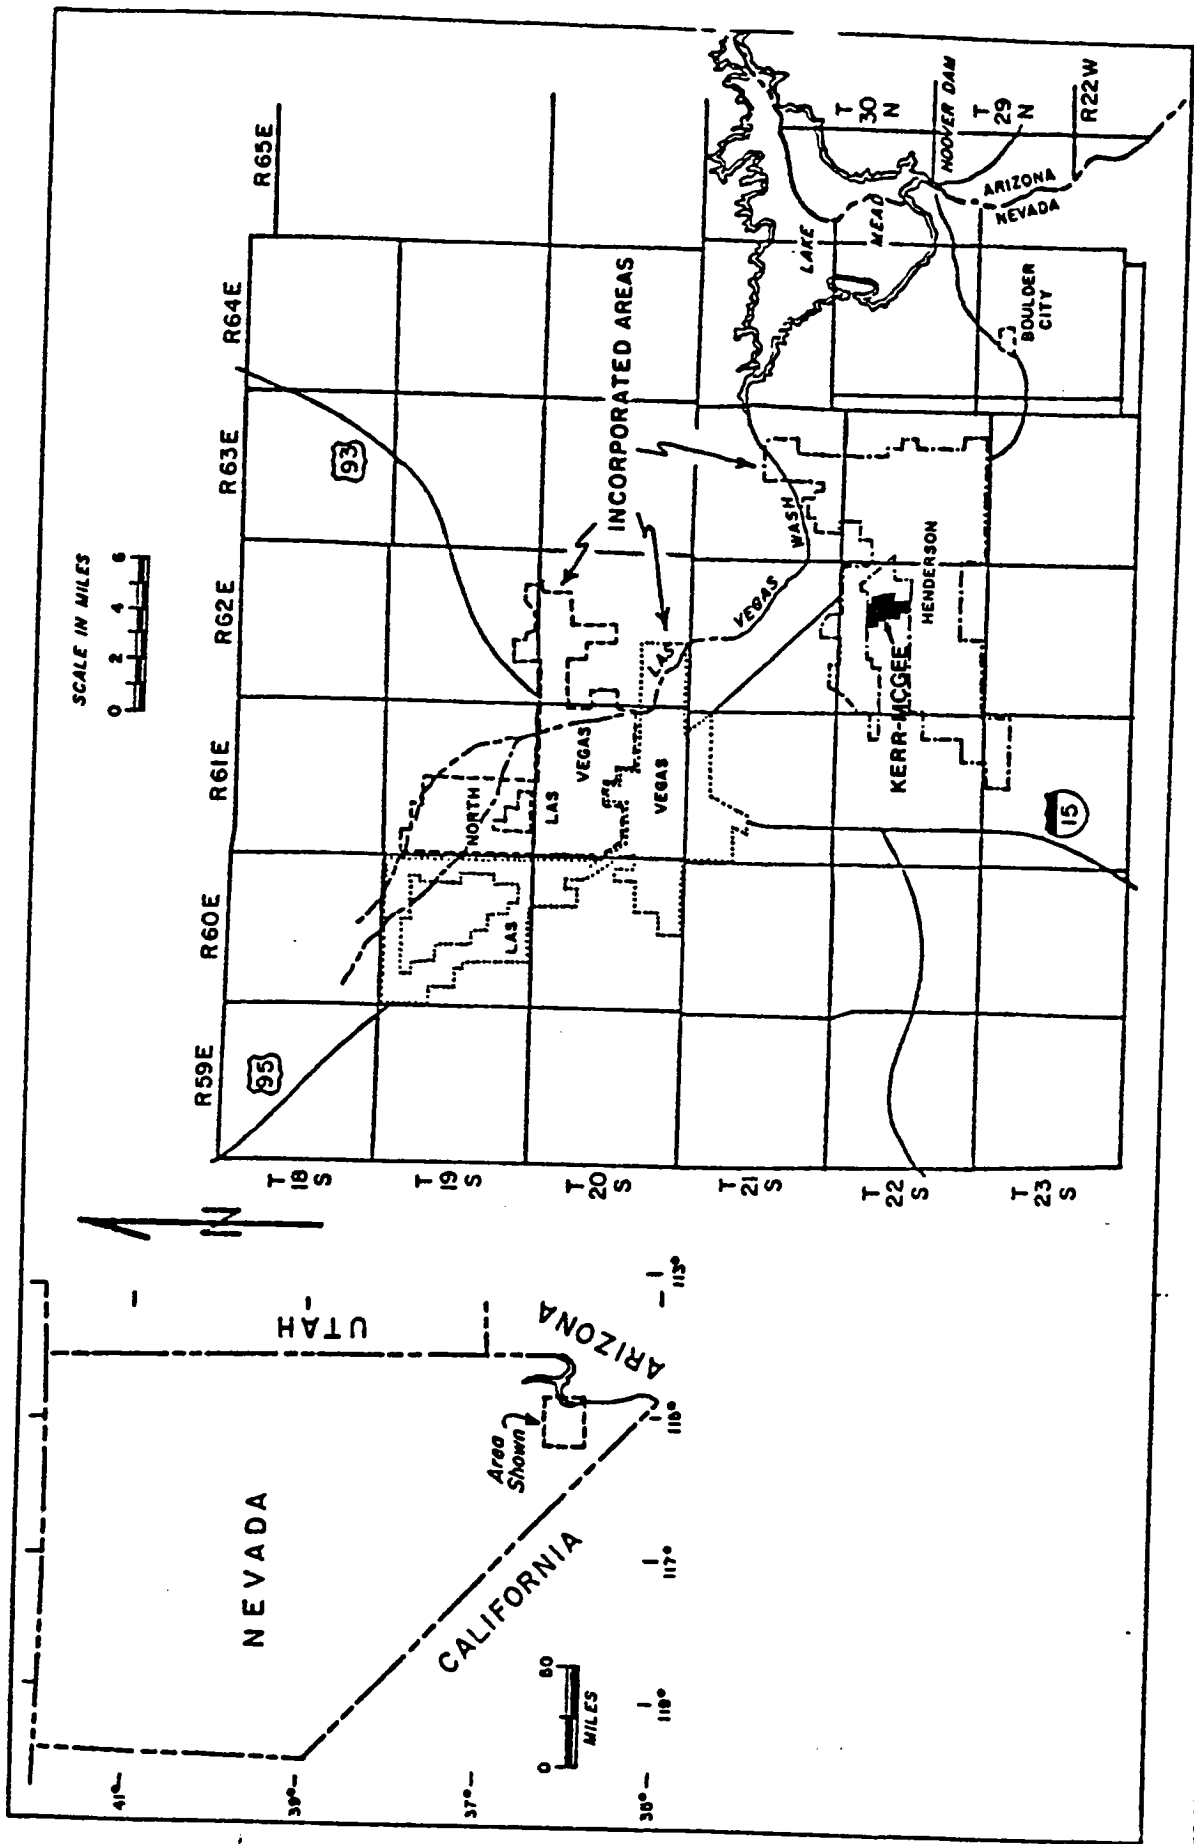 NEVADA
UTAH
ARIZONA
CALIFORNIA
Area
Shown
41°
39°
37°
35°
119°
117°
115°
113°
0
50
MILES
N
SCALE IN MILES
0 2 4 6
R59E
R60E
R61E
R62E
R63E
R64E
R65E
T
18
S
T
19
S
T
20
S
T
21
S
T
22
S
T
23
S
95
93
15
INCORPORATED AREAS
NORTH
LAS
VEGAS
LAS
VEGAS
LAS
VEGAS
WASH
LAKE
MEAD
HOOVER DAM
T
30
N
T
29
N
R22W
ARIZONA
NEVADA
BOULDER
CITY
HENDERSON
KERR-MCGEE